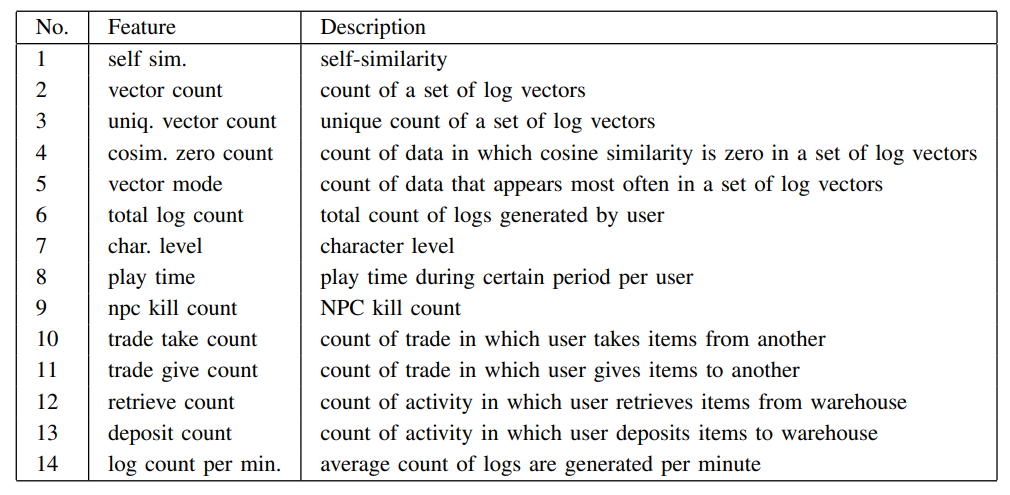 No. Feature Description
1 self sim. self-similarity
2 vector count count of a set of log vectors
3 uniq. vector count unique count of a set of log vectors
4 cosim. zero count count of data in which cosine similarity is zero in a set of log vectors
5 vector mode count of data that appears most often in a set of log vectors
6 total log count total count of logs generated by user
7 char. level character level
8 play time play time during certain period per user
9 npc kill count NPC kill count
10 trade take count count of trade in which user takes items from another
11 trade give count count of trade in which user gives items to another
12 retrieve count count of activity in which user retrieves items from warehouse
13 deposit count count of activity in which user deposits items to warehouse
14 log count per min. average count of logs are generated per minute